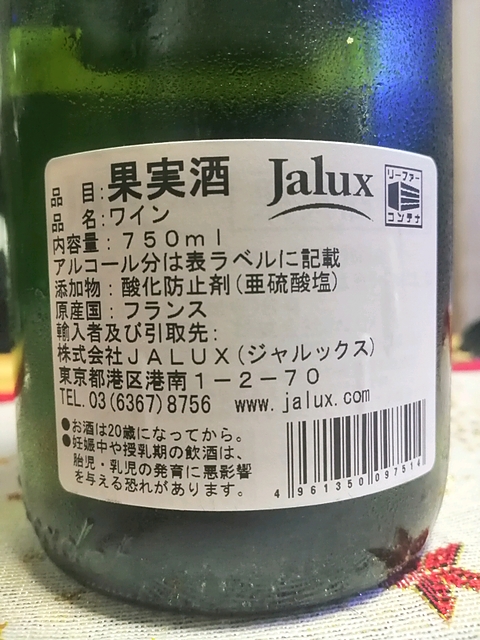 品 目:果実酒
Jalux
リーファー
コンテナ
品 名:ワイン
内容量:７５０ｍｌ
アルコール分は表ラベルに記載
添加物:酸化防止剤(亜硫酸塩)
原産国:フランス
輸入者及び引取先:
株式会社ＪＡＬＵＸ(ジャルックス)
東京都港区港南１－２－７０
TEL.03(6367)8756 www.jalux.com
●お酒は20歳になってから。
●妊娠中や授乳期の飲酒は、
胎児・乳児の発育に悪影響
を与える恐れがあります。
4 961350 097514